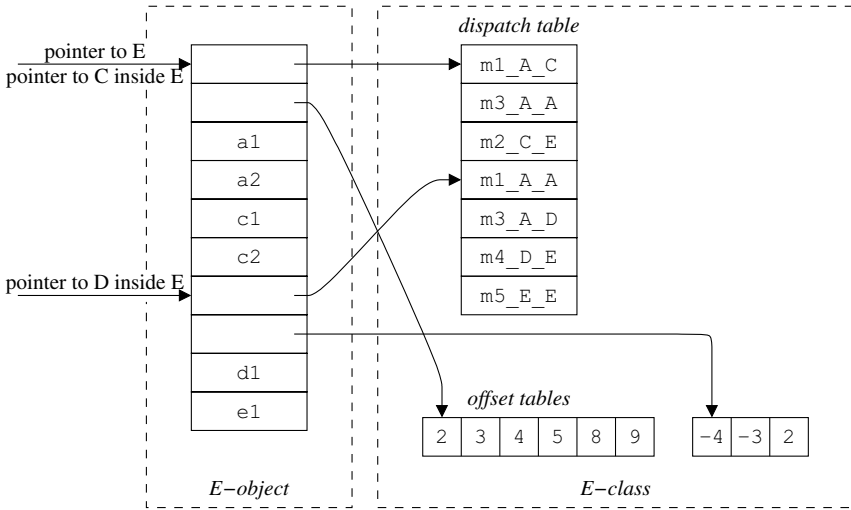 dispatch table
pointer to E
pointer to C inside E
m1_A_C
m3_A_A
a1
m2_C_E
a2
m1_A_A
c1
m3_A_D
c2
m4_D_E
pointer to D inside E
m5_E_E
d1
e1
offset tables
2 3 4 5 8 9
−4 −3 2
E−object
E−class